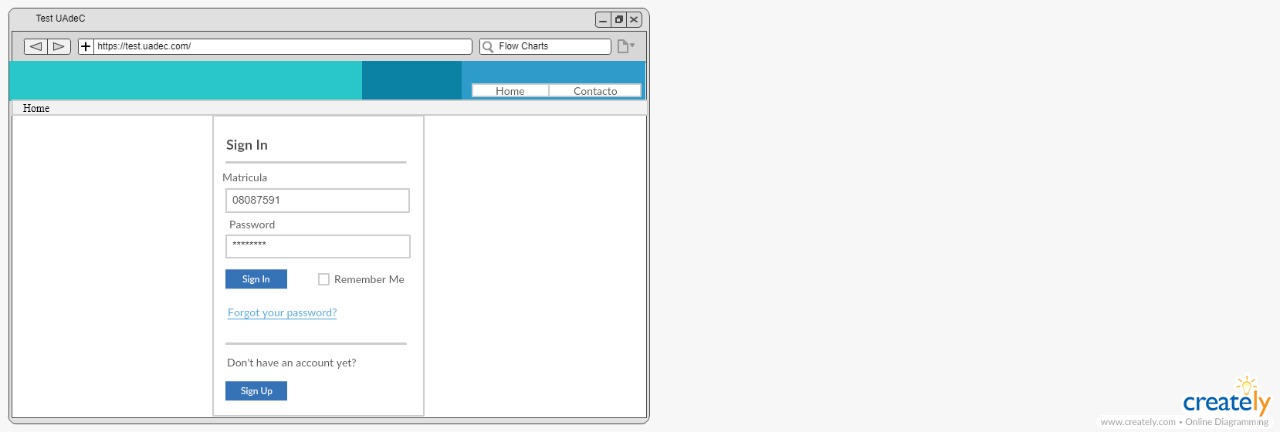 Test UAdeC
https://test.uadec.com/
Flow Charts
Home
Contacto
Home
Sign In
Matricula
08087591
Password
********
Sign In
Remember Me
Forgot your password?
Don't have an account yet?
Sign Up
creately
www.creately.com • Online Diagramming